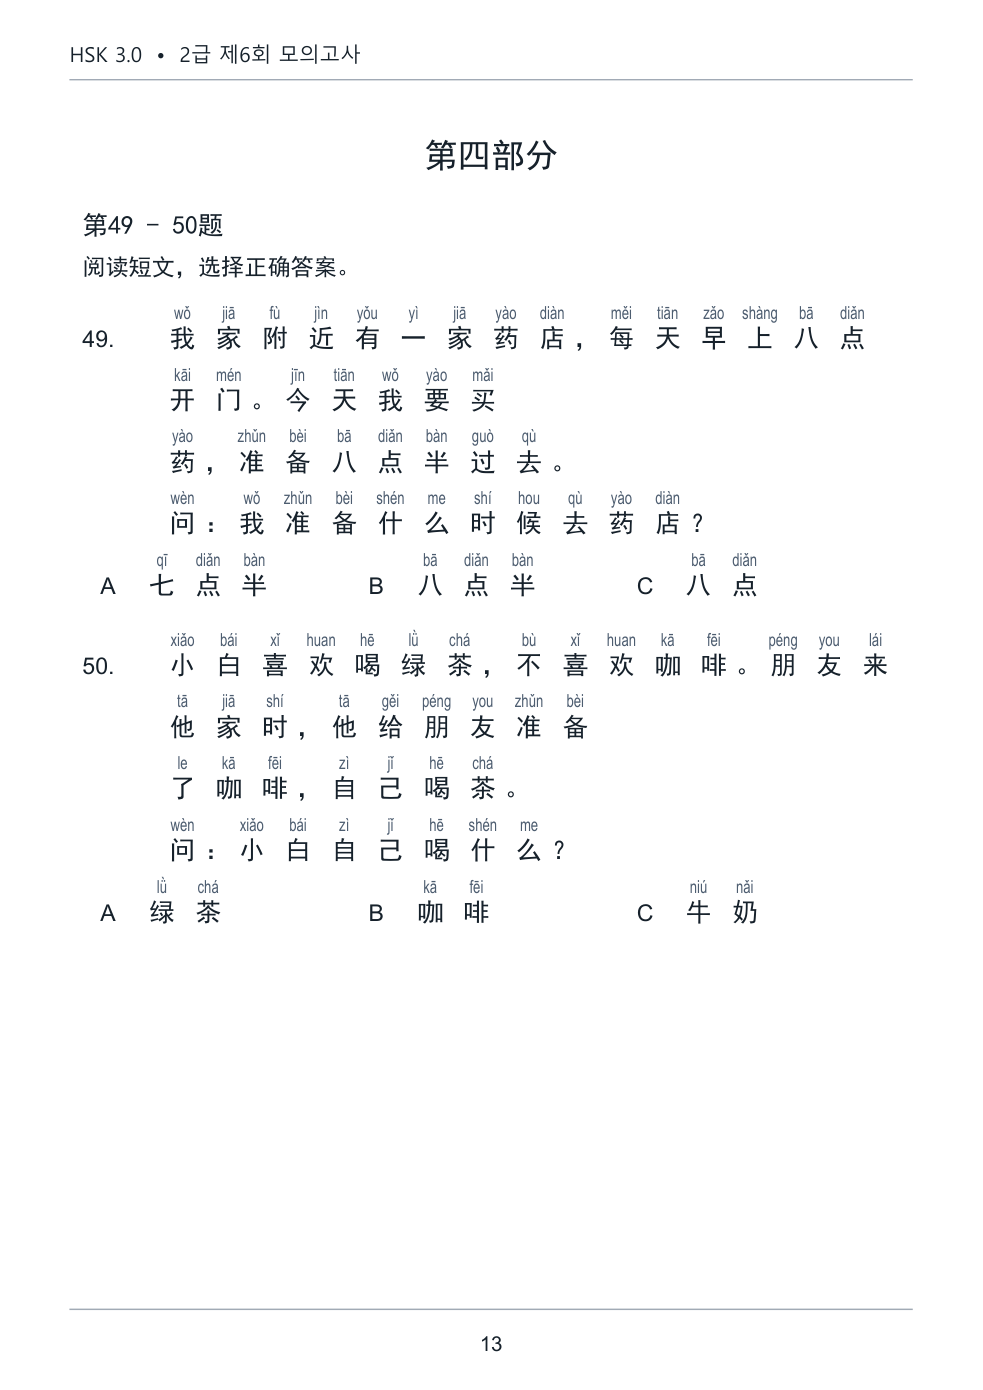 HSK 3.0 • 2급 제6회 모의고사
第四部分
第49 – 50题
阅读短文，选择正确答案。
wǒ jiā fù jìn yǒu yì jiā yào diàn měi tiān zǎo shàng bā diǎn
49. 我家附近有一家药店，每天早上八点
kāi mén jīn tiān wǒ yào mǎi
开门。今天我要买
yào zhǔn bèi bā diǎn bàn guò qù
药，准备八点半过去。
wèn wǒ zhǔn bèi shén me shí hou qù yào diàn
问：我准备什么时候去药店？
qī diǎn bàn bā diǎn bàn bā diǎn
A 七点半 B 八点半 C 八点
xiǎo bái xǐ huan hē lǜ chá bù xǐ huan kā fēi péng you lái
50. 小白喜欢喝绿茶，不喜欢咖啡。朋友来
tā jiā shí tā gěi péng you zhǔn bèi
他家时，他给朋友准备
le kā fēi zì jǐ hē chá
了咖啡，自己喝茶。
wèn xiǎo bái zì jǐ hē shén me
问：小白自己喝什么？
lǜ chá kā fēi niú nǎi
A 绿茶 B 咖啡 C 牛奶
13